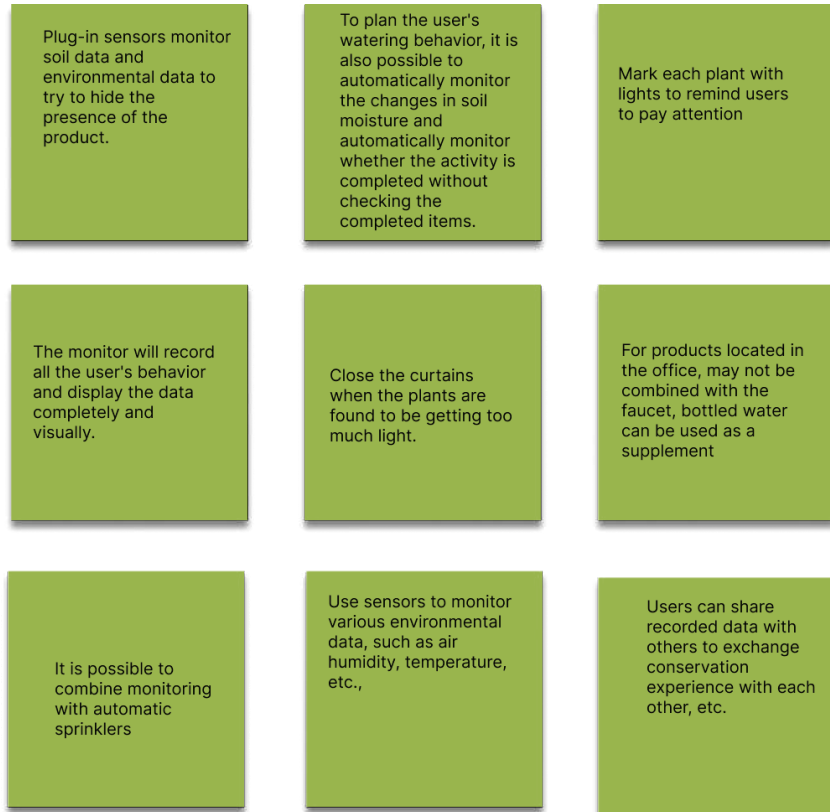 Plug-in sensors monitor
soil data and
environmental data to
try to hide the
presence of the
product.
To plan the user's
watering behavior, it is
also possible to
automatically monitor
the changes in soil
moisture and
automatically monitor
whether the activity is
completed without
checking the
completed items.
Mark each plant with
lights to remind users
to pay attention
The monitor will record
all the user's behavior
and display the data
completely and
visually.
Close the curtains
when the plants are
found to be getting too
much light.
For products located in
the office, may not be
combined with the
faucet, bottled water
can be used as a
supplement
It is possible to
combine monitoring
with automatic
sprinklers
Use sensors to monitor
various environmental
data, such as air
humidity, temperature,
etc.,
Users can share
recorded data with
others to exchange
conservation
experience with each
other, etc.